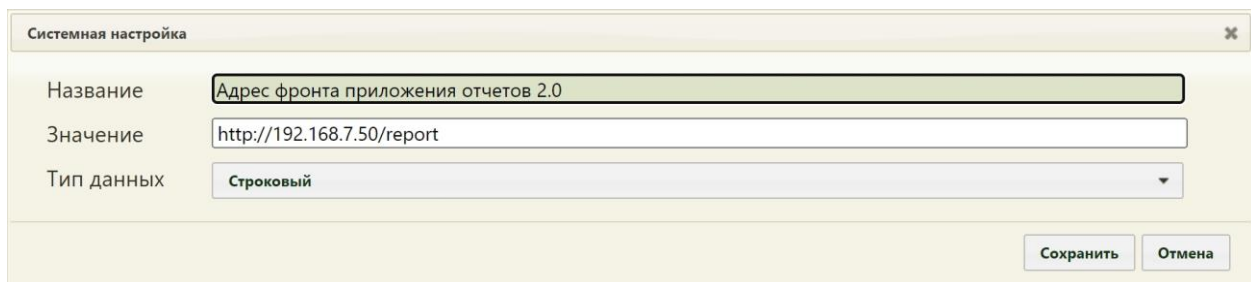 Системная настройка
Название Адрес фронта приложения отчетов 2.0
Значение http://192.168.7.50/report
Тип данных Строковый
Сохранить Отмена